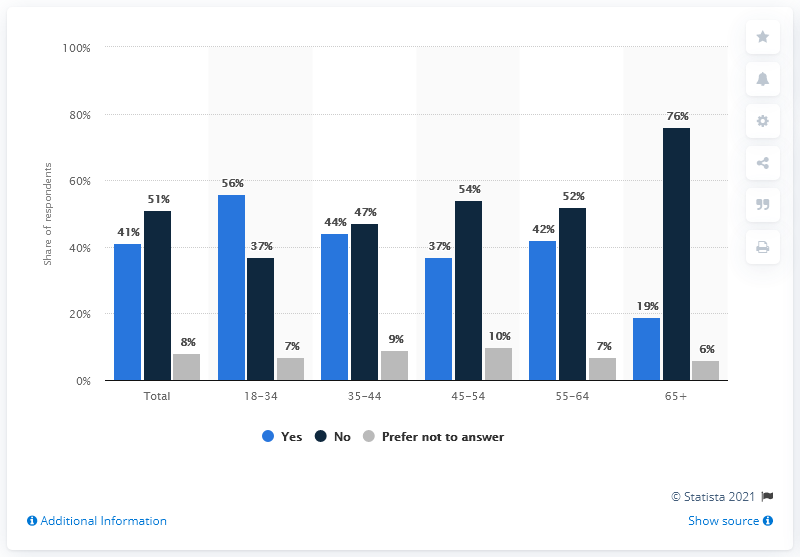 100%
80%
60%
40%
20%
0%
Share of respondents
41% 51% 8%
56% 37% 7%
44% 47% 9%
37% 54% 10%
42% 52% 7%
19% 76% 6%
Total 18–34 35–44 45–54 55–64 65+
Yes No Prefer not to answer
© Statista 2021
Additional Information Show source